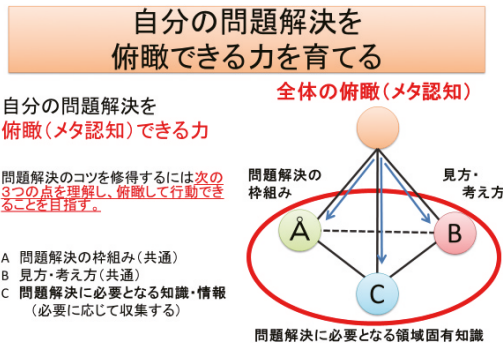 自分の問題解決を
俯瞰できる力を育てる
自分の問題解決を
俯瞰（メタ認知）できる力
問題解決のコツを修得するには次の
3つの点を理解し、俯瞰して行動でき
ることを目指す。
A 問題解決の枠組み（共通）
B 見方・考え方（共通）
C 問題解決に必要となる知識・情報
（必要に応じて収集する）
全体の俯瞰（メタ認知）
問題解決の
枠組み
見方・
考え方
A
B
C
問題解決に必要となる領域固有知識